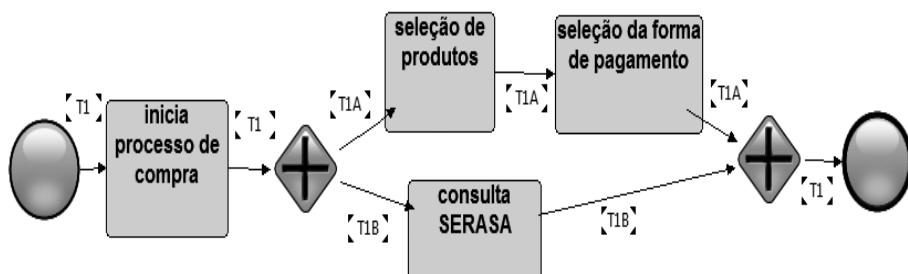 T1
inicia
processo de
compra
T1
T1A
seleção de
produtos
T1A
seleção da forma
de pagamento
T1A
T1B
consulta
SERASA
T1B
T1